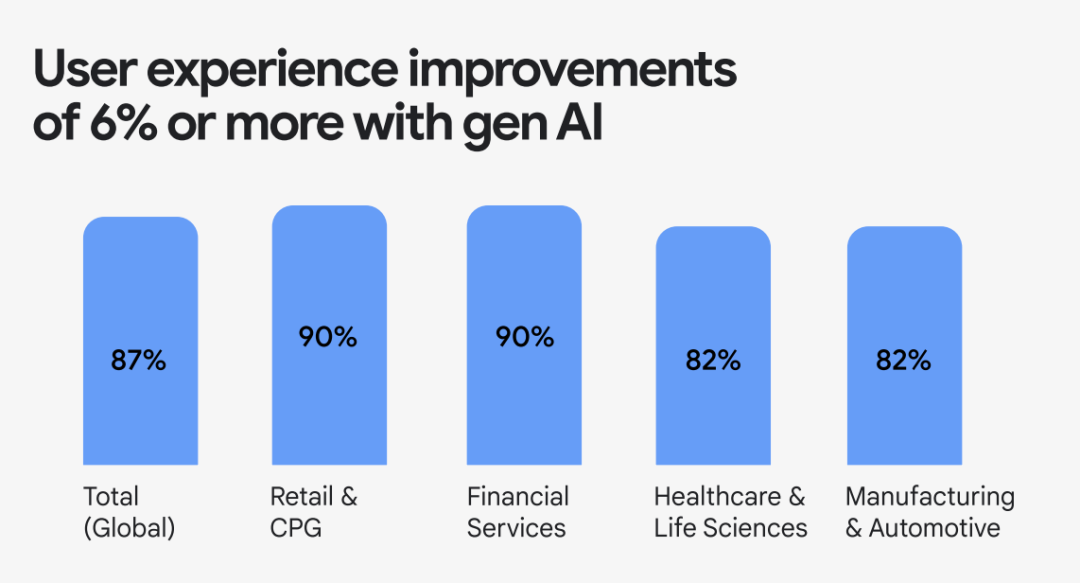 User experience improvements
of 6% or more with gen AI
87%
90%
90%
82%
82%
Total
(Global)
Retail &
CPG
Financial
Services
Healthcare &
Life Sciences
Manufacturing
& Automotive